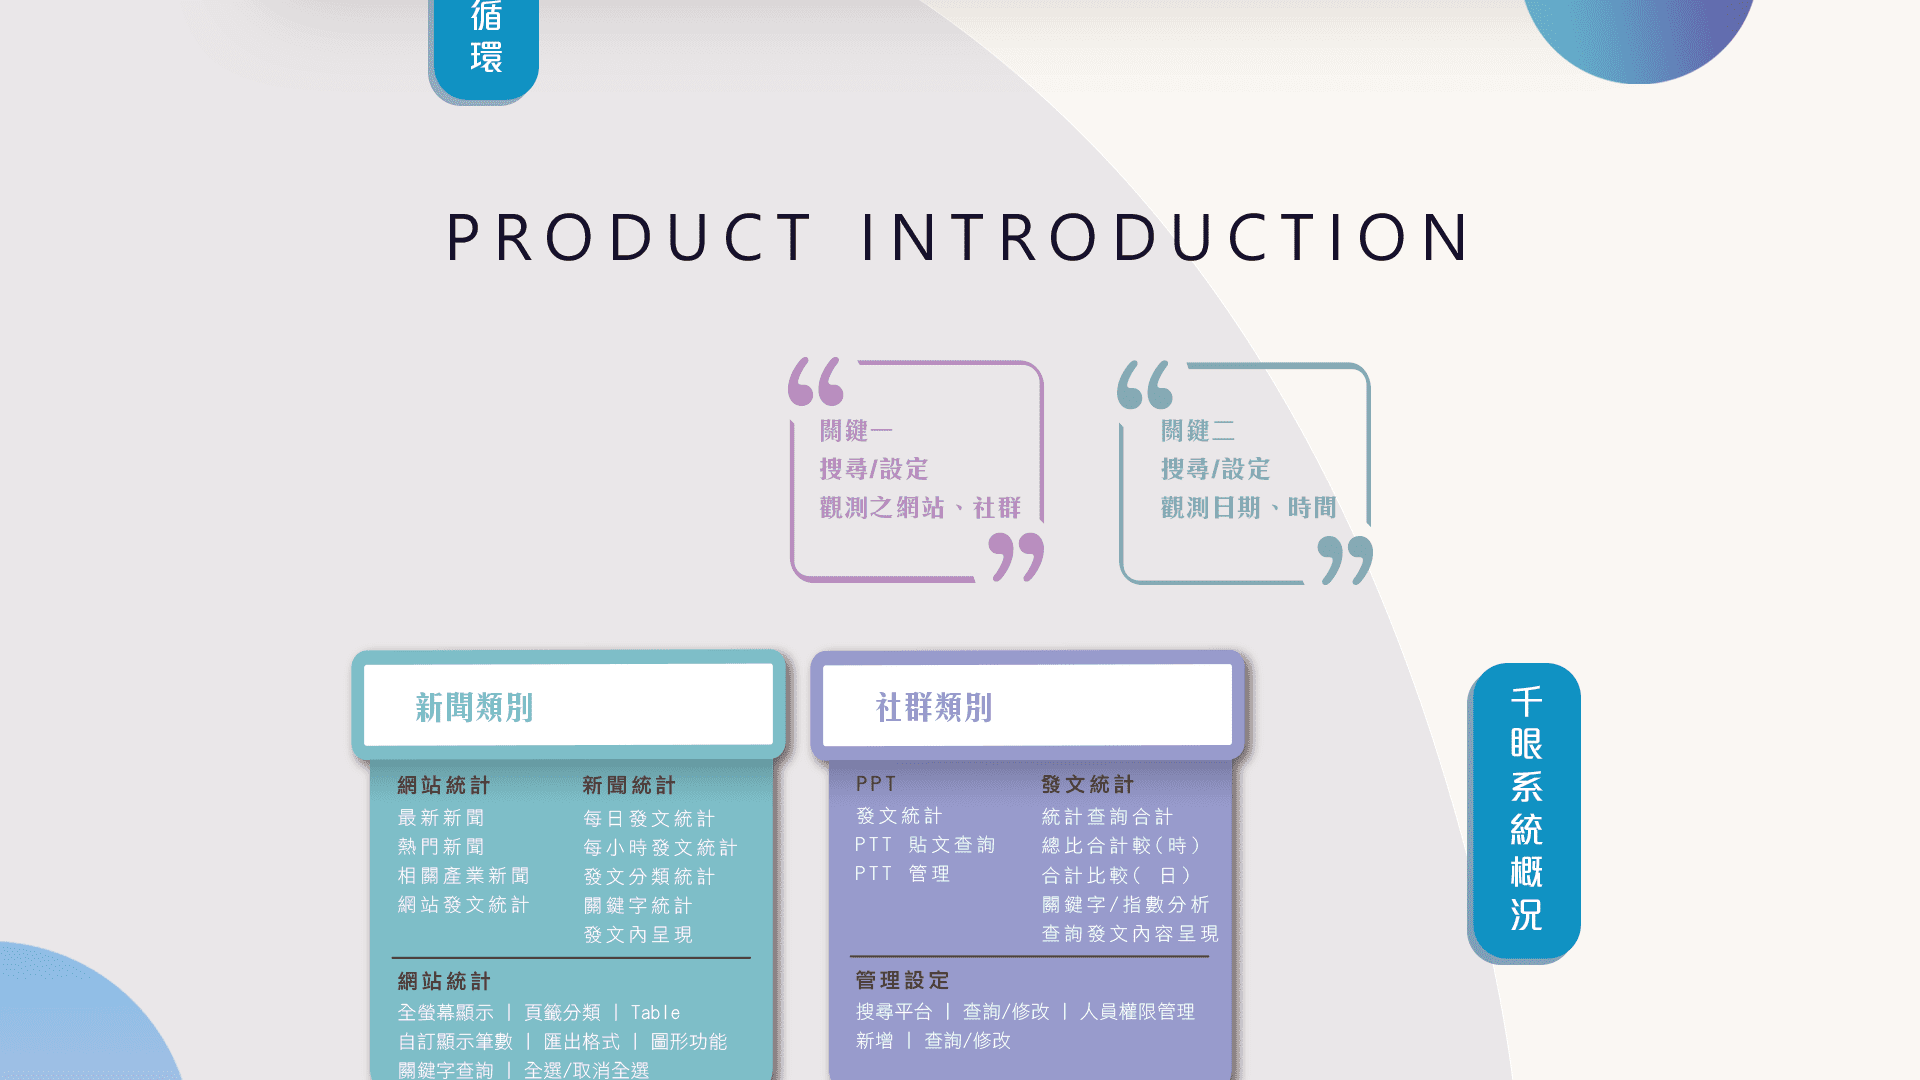 循
環
PRODUCT INTRODUCTION
關鍵一
搜尋/設定
觀測之網站、社群
關鍵二
搜尋/設定
觀測日期、時間
新聞類別
網站統計
最新新聞
熱門新聞
相關產業新聞
網站發文統計
新聞統計
每日發文統計
每小時發文統計
發文分類統計
關鍵字統計
發文內呈現
網站統計
全螢幕顯示 | 頁籤分類 | Table
自訂顯示筆數 | 匯出格式 | 圖形功能
關鍵字查詢 | 全選/取消全選
社群類別
PPT
發文統計
PTT 貼文查詢
PTT 管理
發文統計
統計查詢合計
總比合計較(時)
合計比較( 日)
關鍵字/指數分析
查詢發文內容呈現
管理設定
搜尋平台 | 查詢/修改 | 人員權限管理
新增 | 查詢/修改
千
眼
系
統
概
況